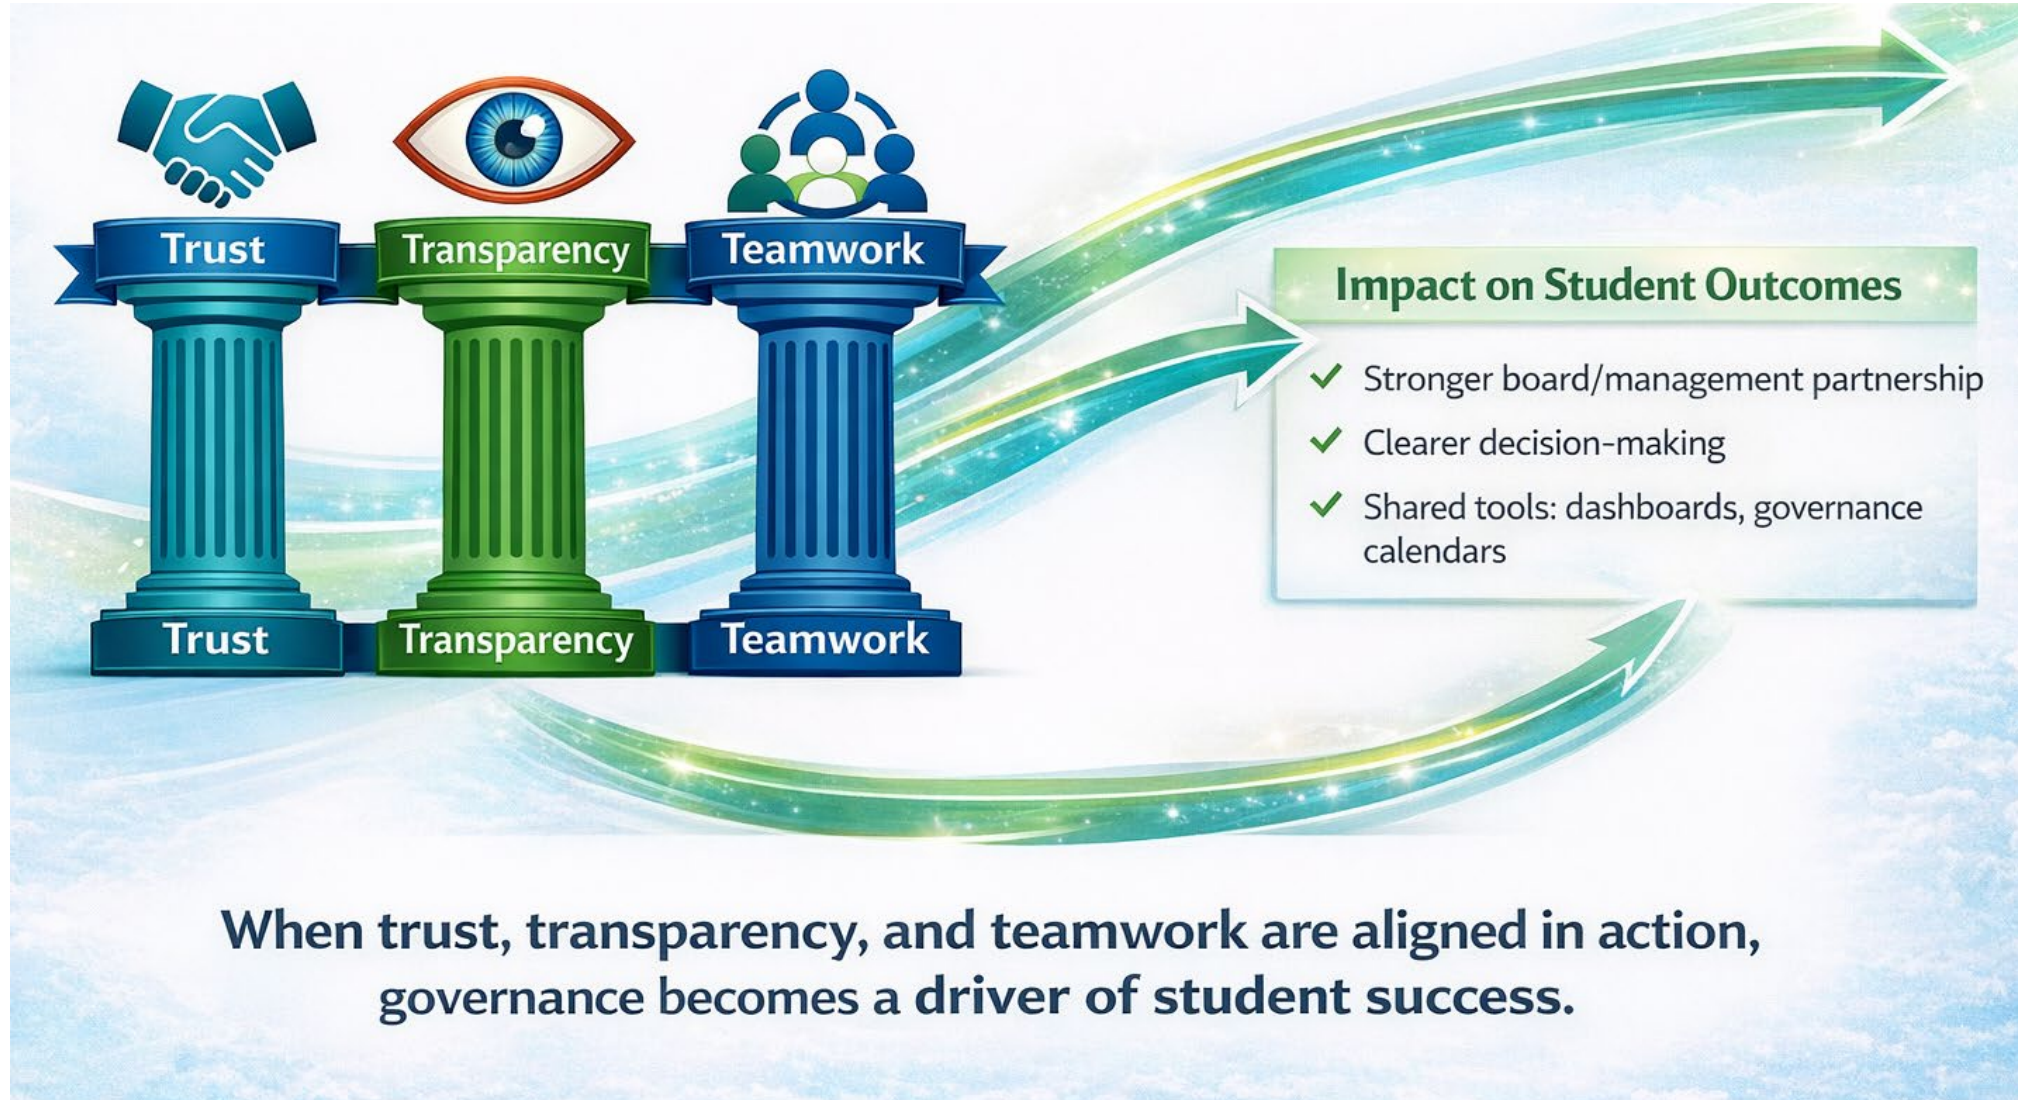 Trust
Transparency
Teamwork
Trust
Transparency
Teamwork
Impact on Student Outcomes
Stronger board/management partnership
Clearer decision-making
Shared tools: dashboards, governance
calendars
When trust, transparency, and teamwork are aligned in action,
governance becomes a driver of student success.